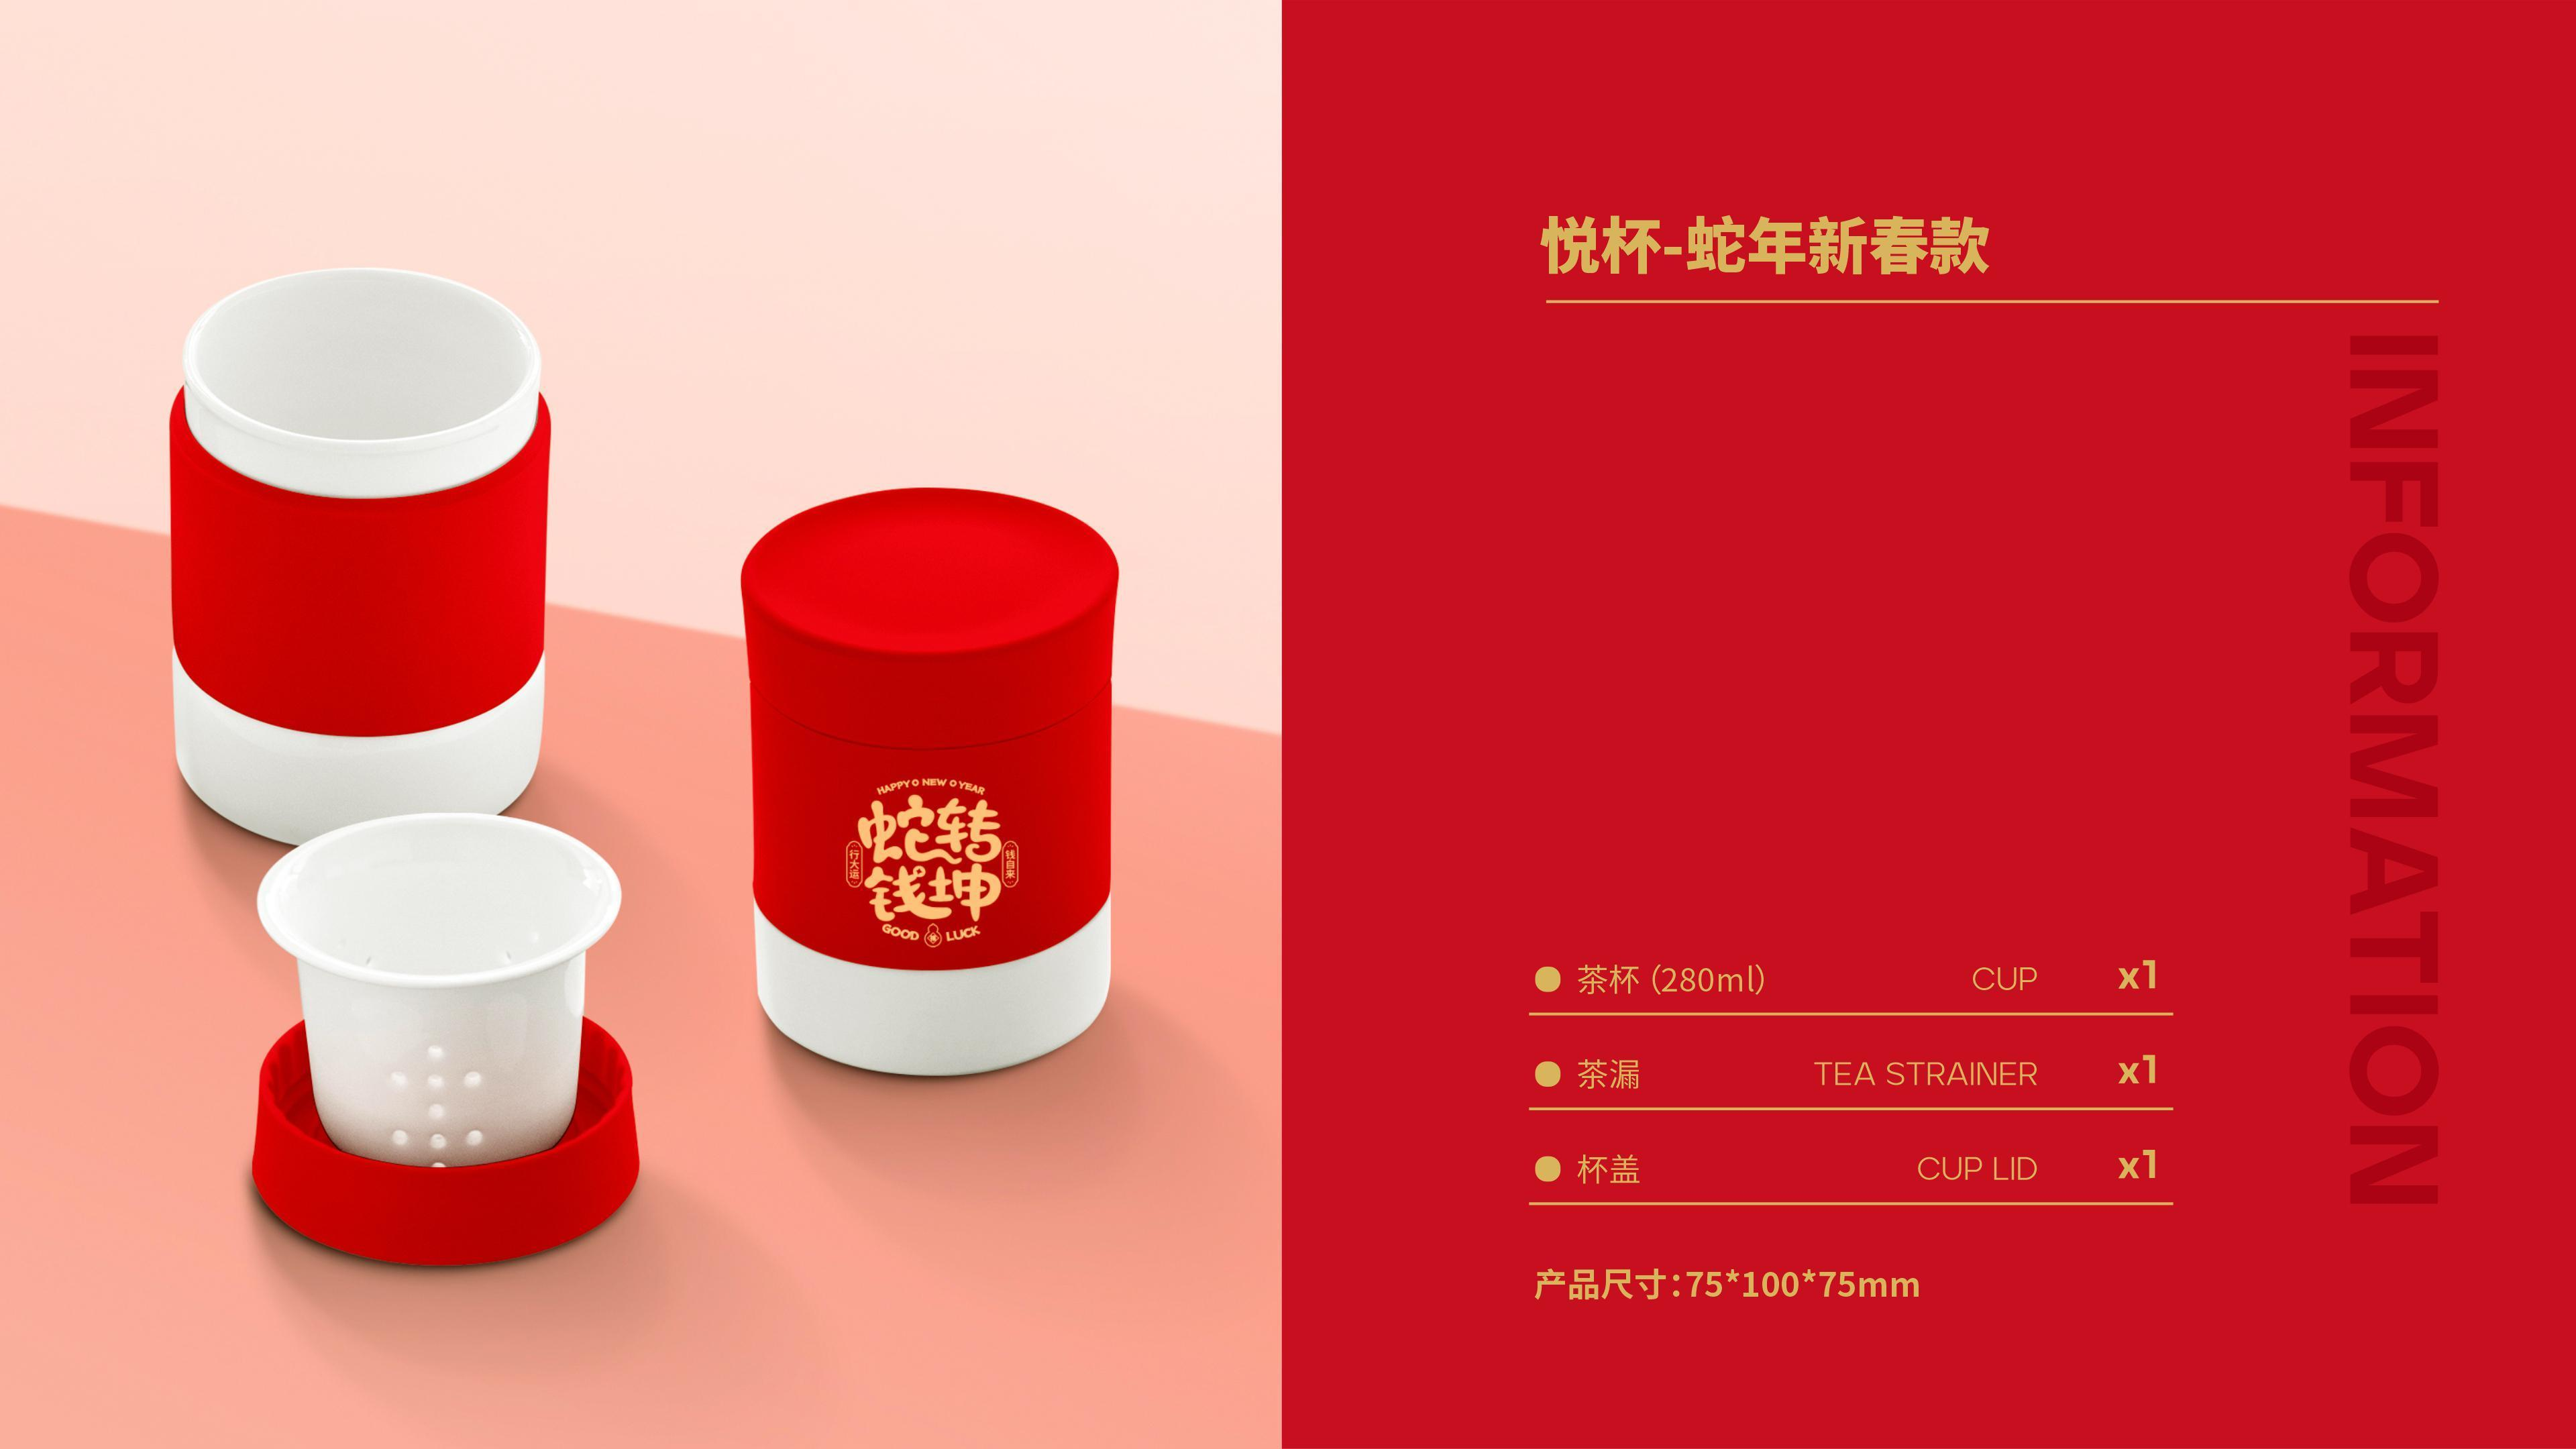 HAPPY NEW YEAR
蛇转
钱坤
行大运
钱自来
GOOD LUCK
悦杯-蛇年新春款
INFORMATION
茶杯 (280ml) CUP x1
茶漏 TEA STRAINER x1
杯盖 CUP LID x1
产品尺寸:75*100*75mm